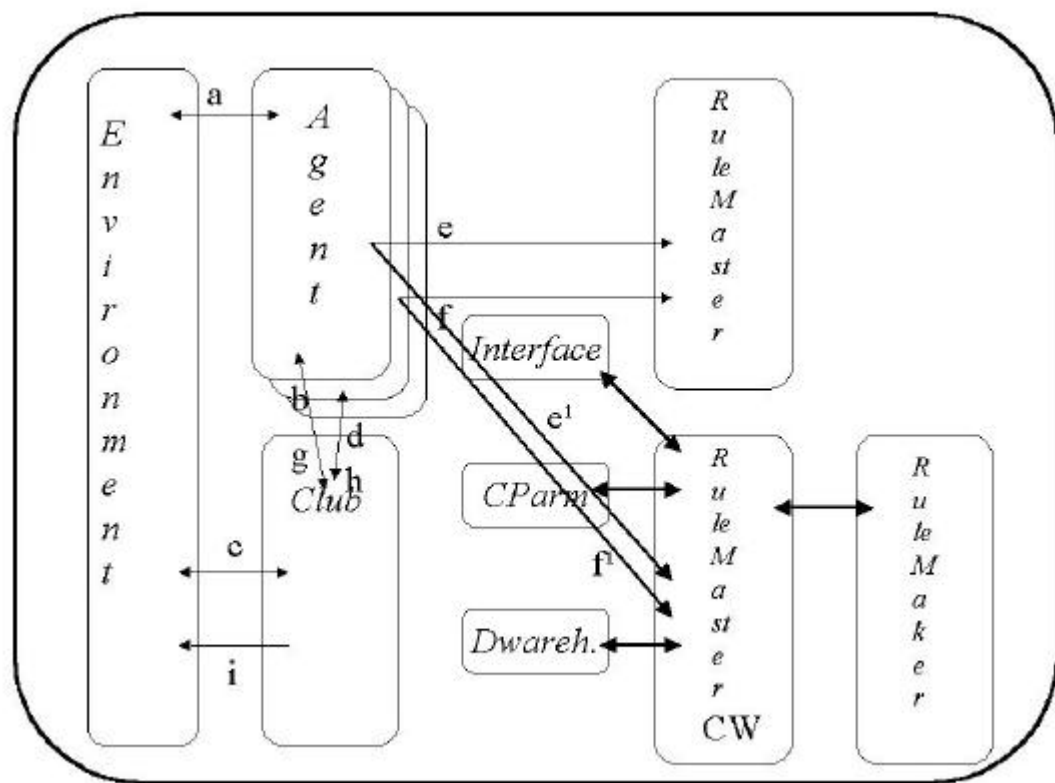 Environment
a
Agent
RuleMaster
e
f
Interface
b
e¹
d
g
h
Club
CParm
RuleMaster
CW
RuleMaker
c
f¹
Dwareh.
i